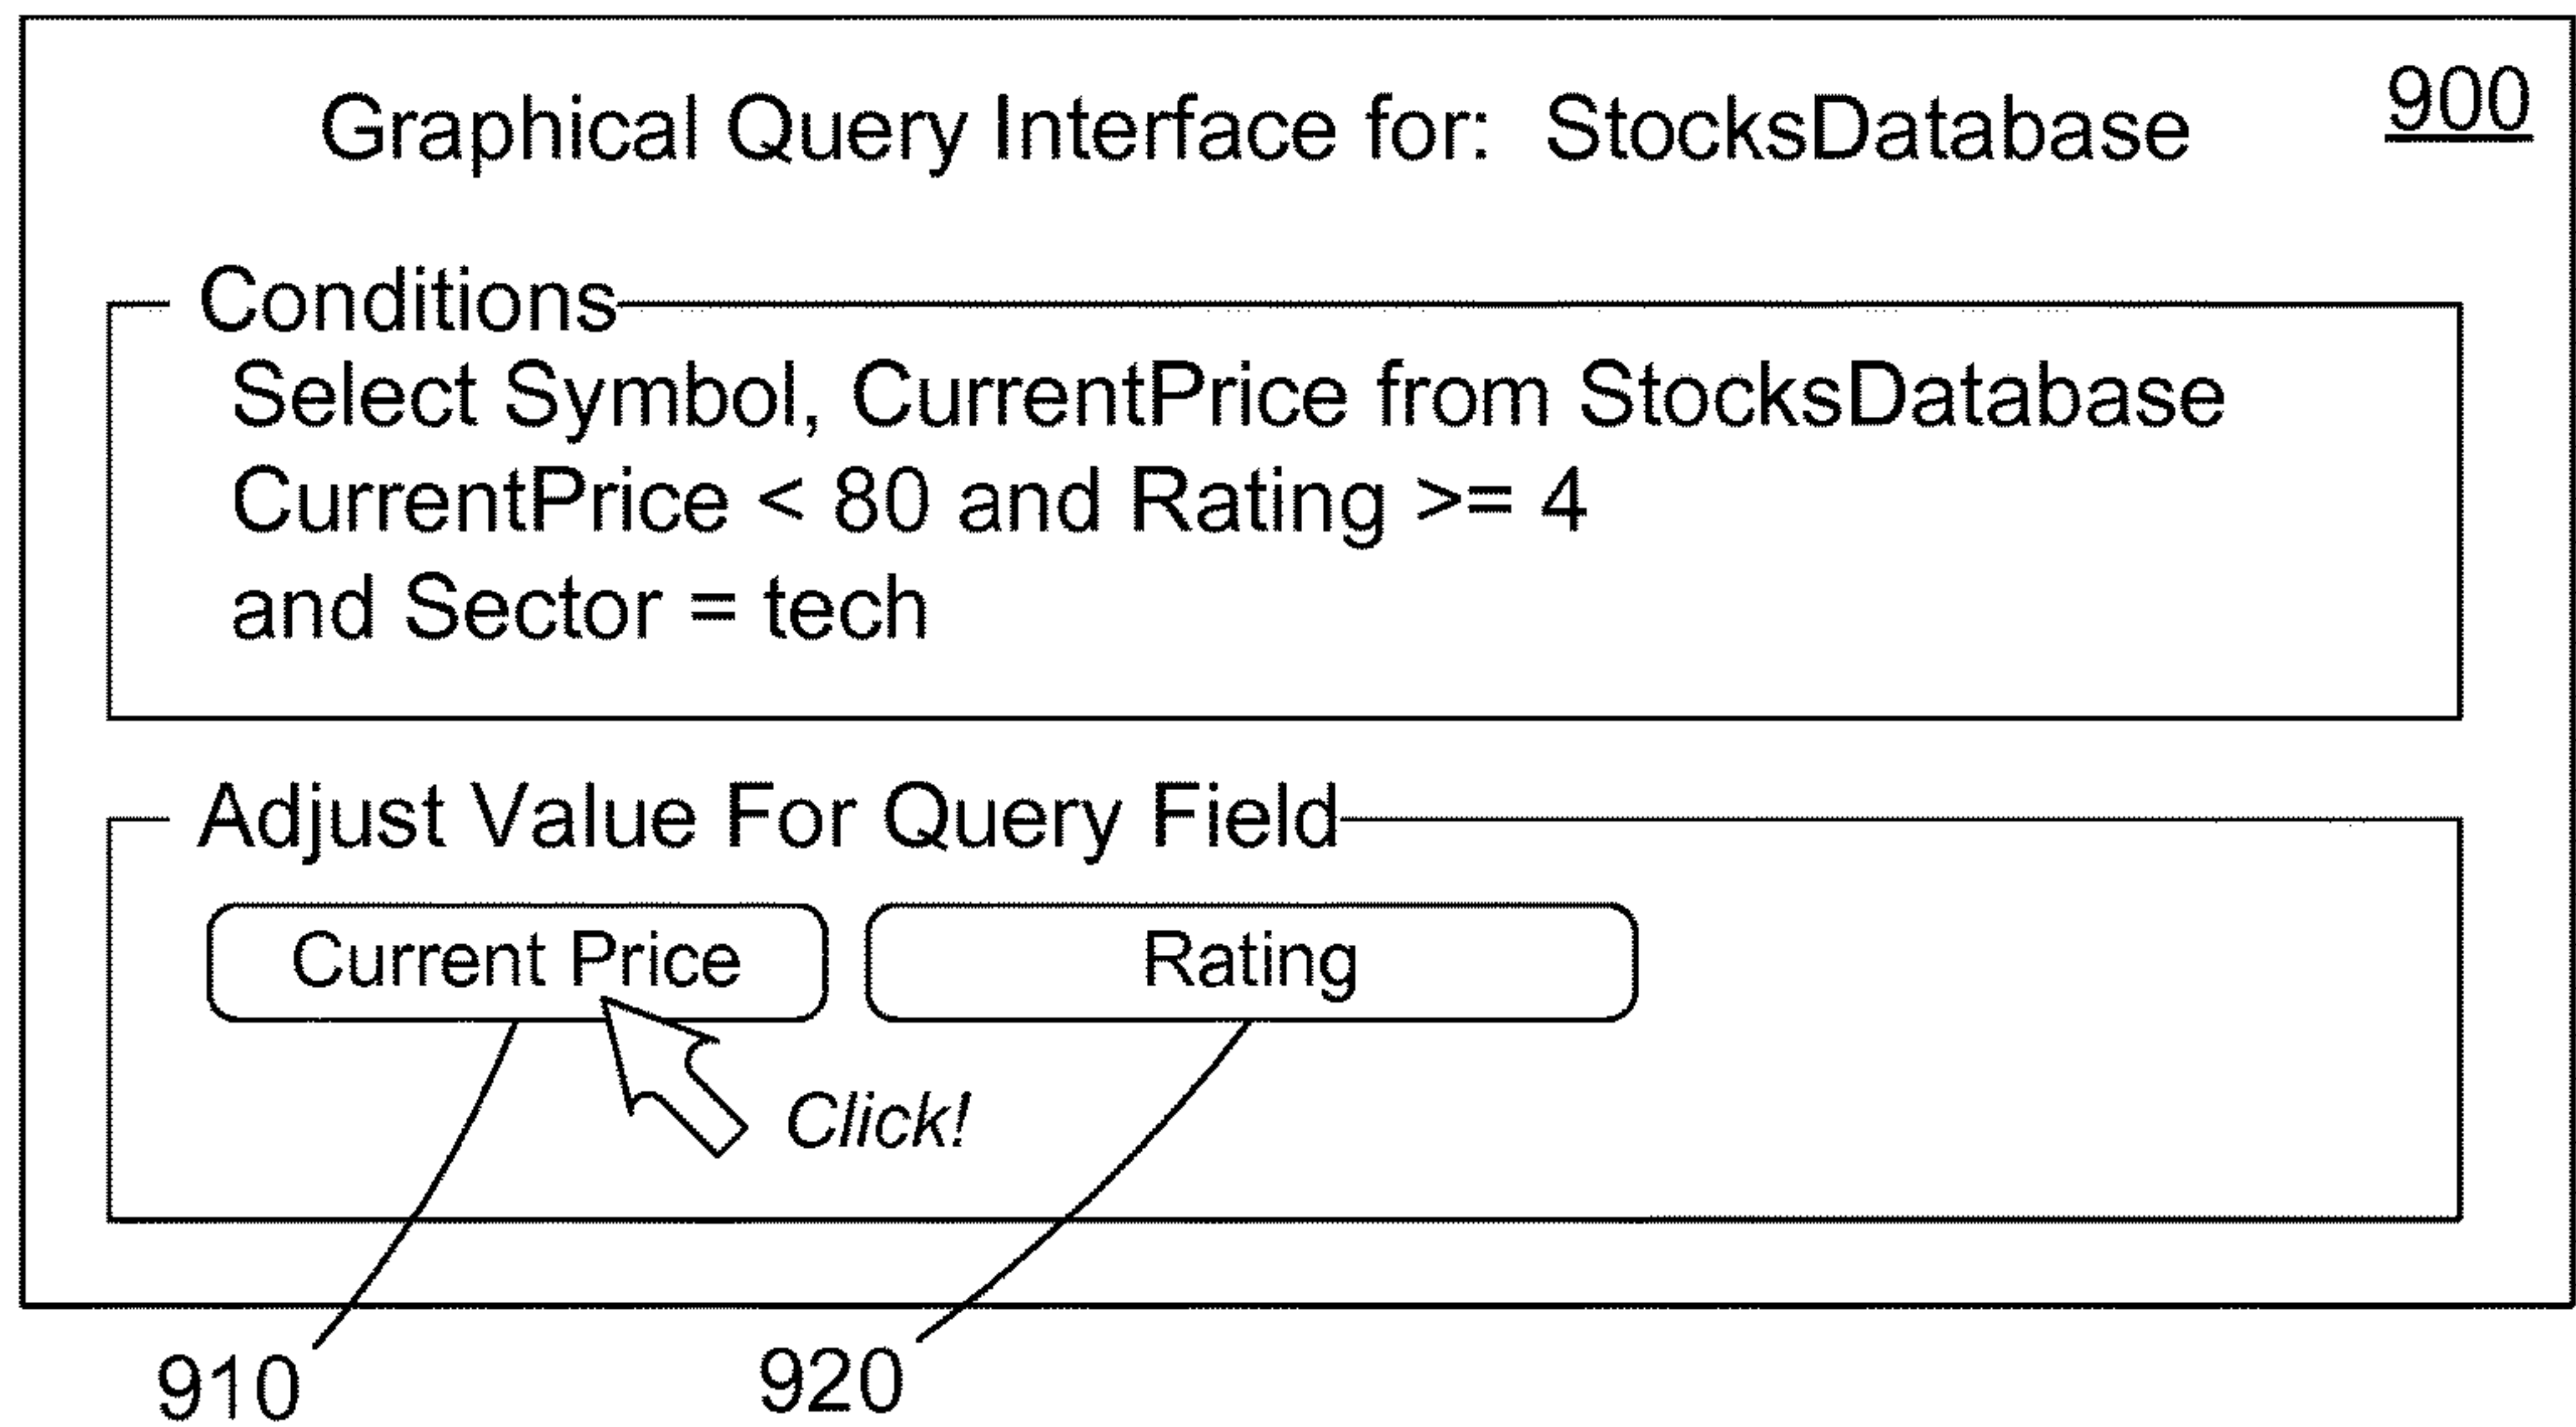 Graphical Query Interface for: StocksDatabase 900
Conditions
Select Symbol, CurrentPrice from StocksDatabase
CurrentPrice < 80 and Rating >= 4
and Sector = tech
Adjust Value For Query Field
Current Price Rating
Click!
910 920